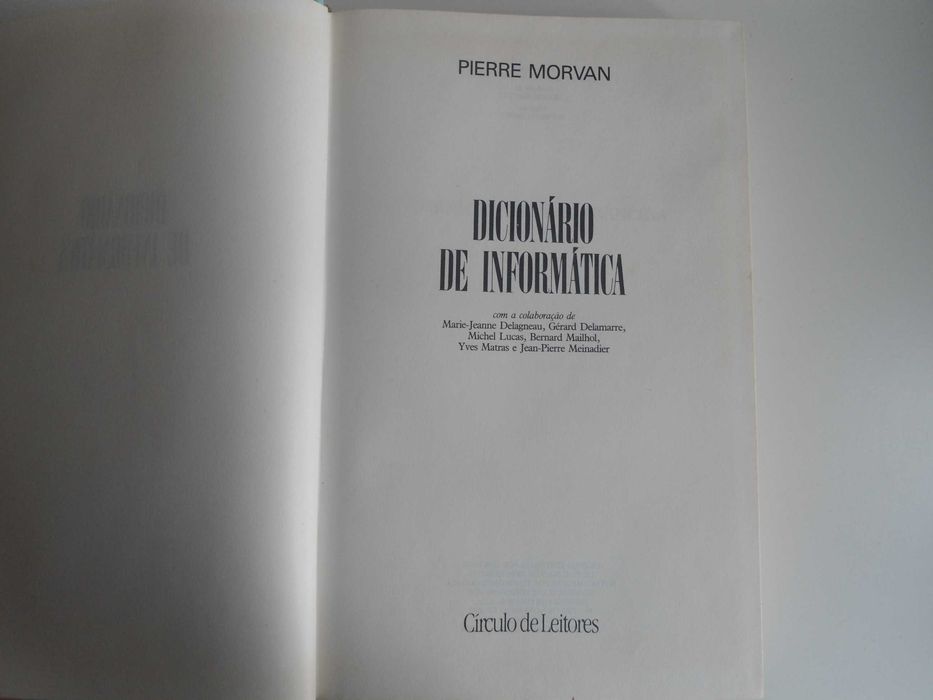 PIERRE MORVAN
DICIONÁRIO
DE INFORMÁTICA
com a colaboração de
Marie-Jeanne Delagneau, Gérard Delamarre,
Michel Lucas, Bernard Mailhol,
Yves Matras e Jean-Pierre Meinadier
Círculo de Leitores